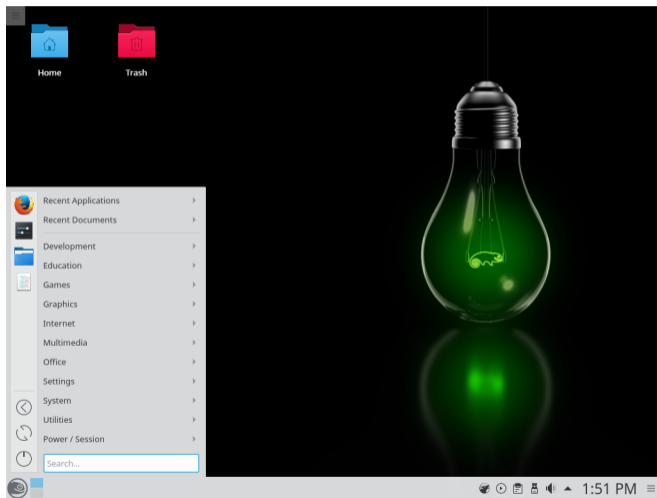 Home
Trash
Recent Applications
Recent Documents
Development
Education
Games
Graphics
Internet
Multimedia
Office
Settings
System
Utilities
Power / Session
Search...
1:51 PM